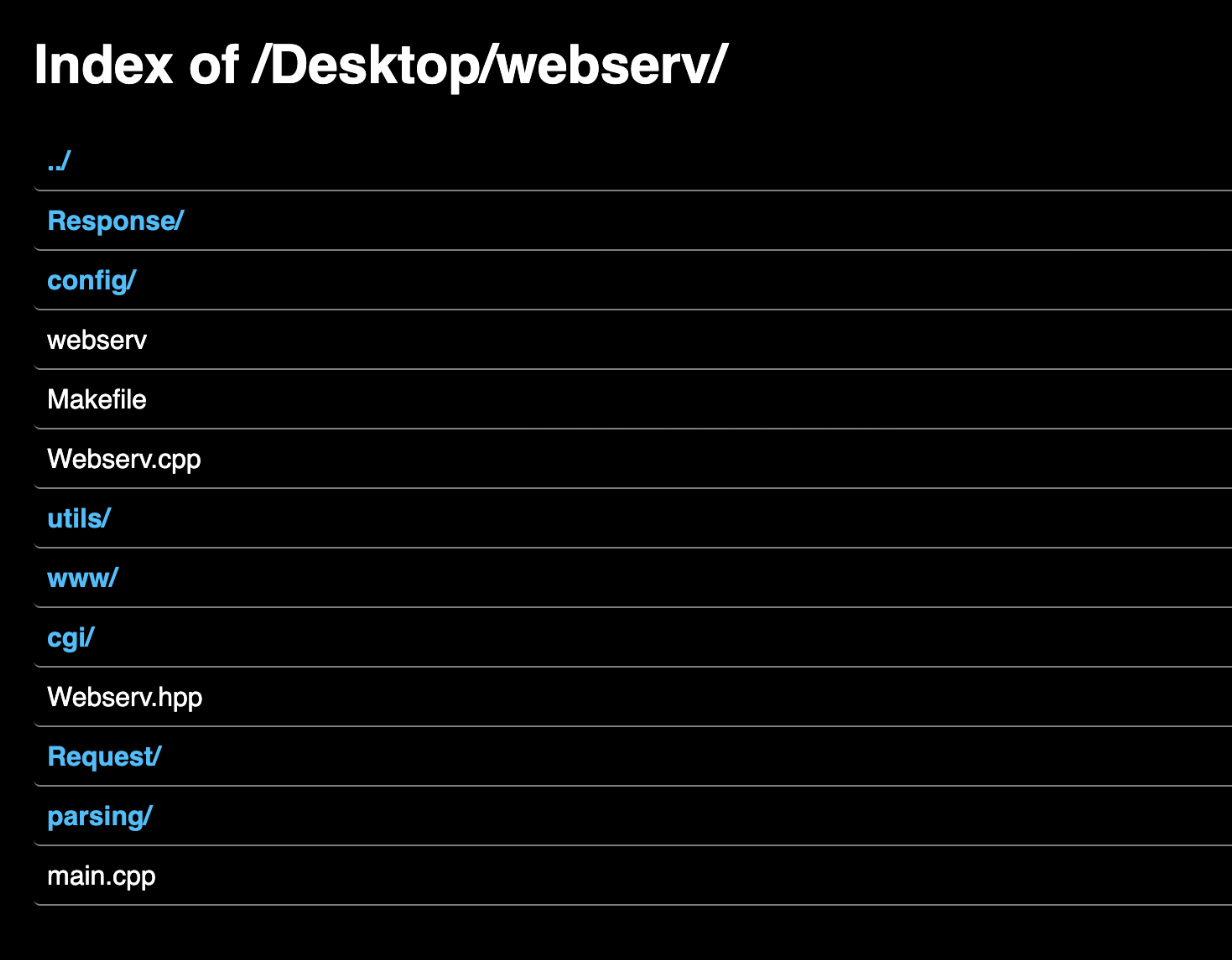 Index of /Desktop/webserv/
../
Response/
config/
webserv
Makefile
Webserv.cpp
utils/
www/
cgi/
Webserv.hpp
Request/
parsing/
main.cpp